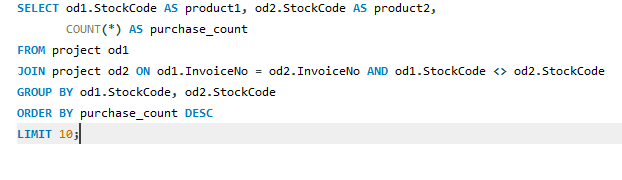 SELECT od1.StockCode AS product1, od2.StockCode AS product2,
       COUNT(*) AS purchase_count
FROM project od1
JOIN project od2 ON od1.InvoiceNo = od2.InvoiceNo AND od1.StockCode <> od2.StockCode
GROUP BY od1.StockCode, od2.StockCode
ORDER BY purchase_count DESC
LIMIT 10;